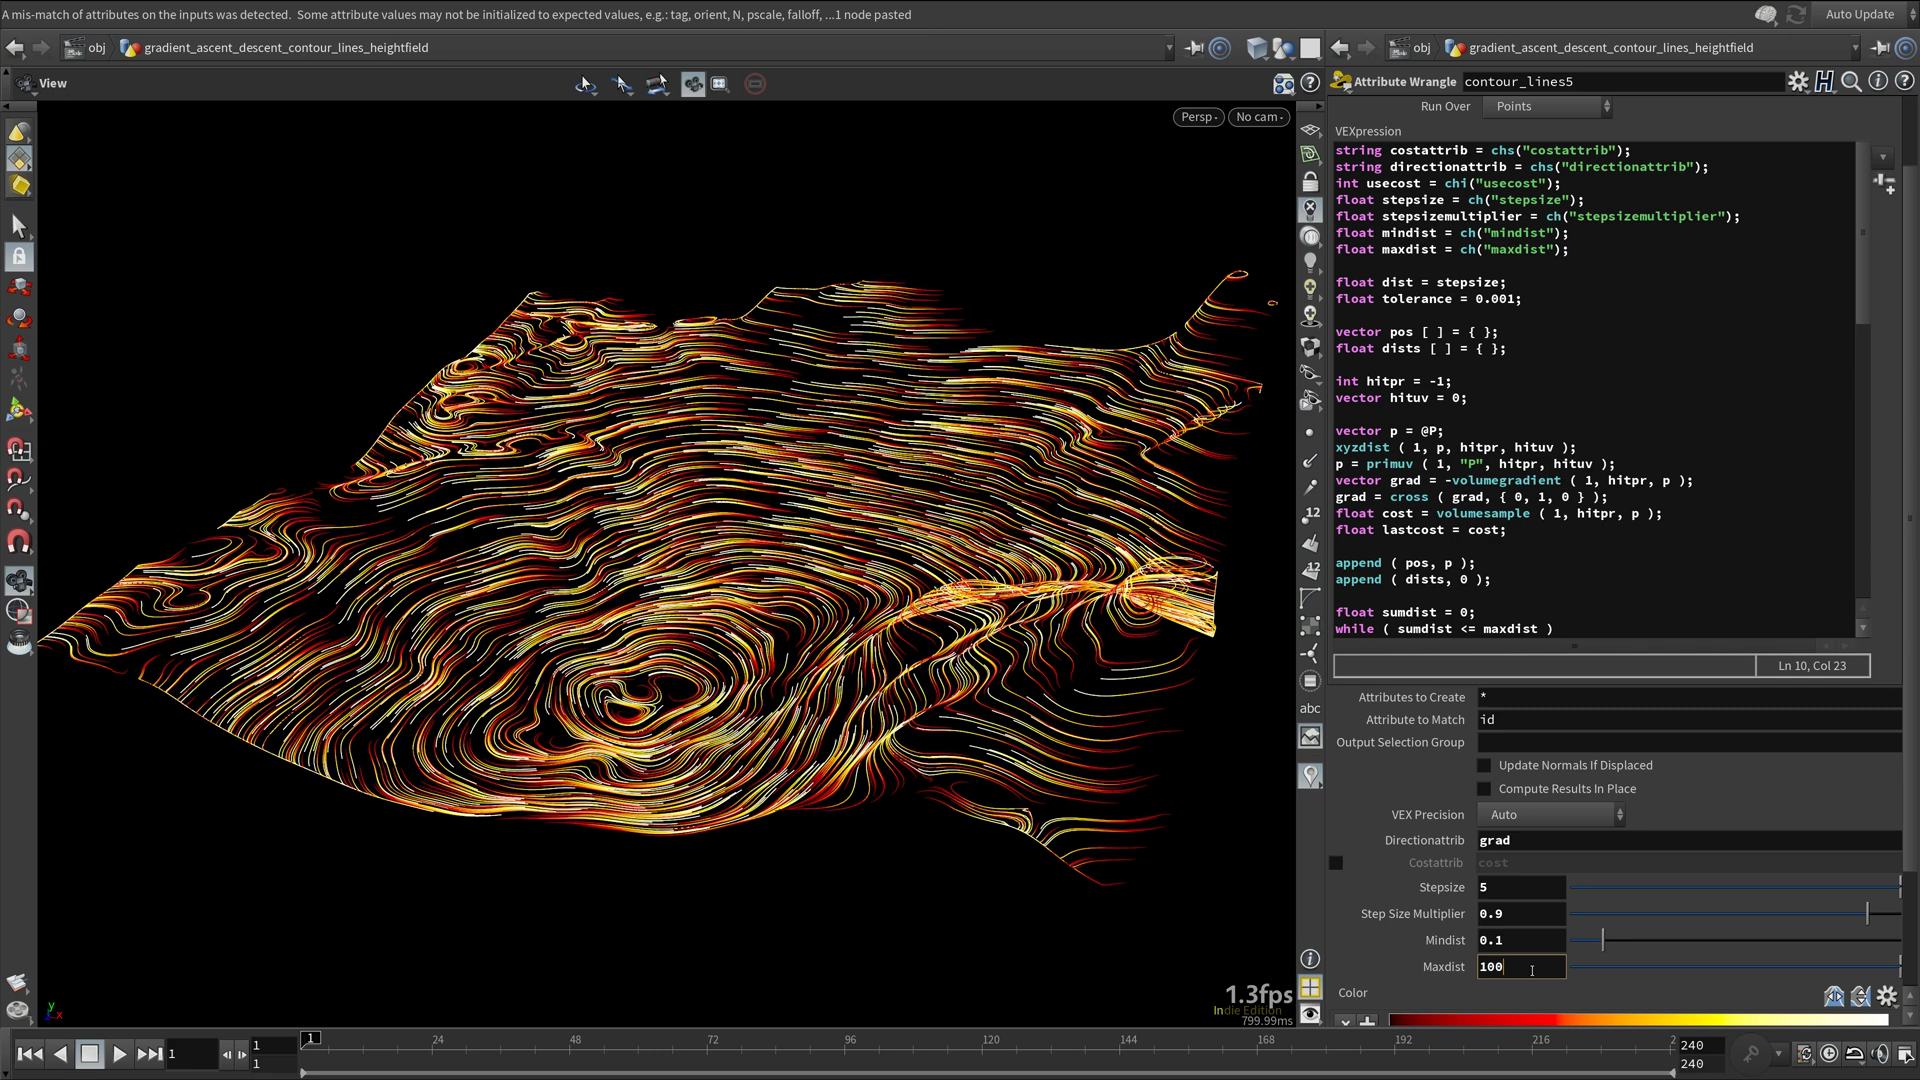 A mis-match of attributes on the inputs was detected.  Some attribute values may not be initialized to expected values, e.g.: tag, orient, N, pscale, falloff, ...1 node pasted
Auto Update
obj
gradient_ascent_descent_contour_lines_heightfield
obj
gradient_ascent_descent_contour_lines_heightfield
View
Attribute Wrangle
contour_lines5
Persp
No cam
Run Over
Points
VEXpression
string costattrib = chs("costattrib");
string directionattrib = chs("directionattrib");
int usecost = chi("usecost");
float stepsize = ch("stepsize");
float stepsizemultiplier = ch("stepsizemultiplier");
float mindist = ch("mindist");
float maxdist = ch("maxdist");
float dist = stepsize;
float tolerance = 0.001;
vector pos [ ] = { };
float dists [ ] = { };
int hitpr = -1;
vector hituv = 0;
vector p = @P;
xyzdist ( 1, p, hitpr, hituv );
p = primuv ( 1, "P", hitpr, hituv );
vector grad = -volumegradient ( 1, hitpr, p );
grad = cross ( grad, { 0, 1, 0 } );
float cost = volumesample ( 1, hitpr, p );
float lastcost = cost;
append ( pos, p );
append ( dists, 0 );
float sumdist = 0;
while ( sumdist <= maxdist )
Ln 10, Col 23
12
12
abc
Attributes to Create
*
Attribute to Match
id
Output Selection Group
Update Normals If Displaced
Compute Results In Place
VEX Precision
Auto
Directionattrib
grad
Costattrib
cost
Stepsize
5
Step Size Multiplier
0.9
Mindist
0.1
Maxdist
100
Color
1.3fps
Indie Edition
799.99ms
y
x
1
1
1
1
24
48
72
96
120
144
168
192
216
2
240
240